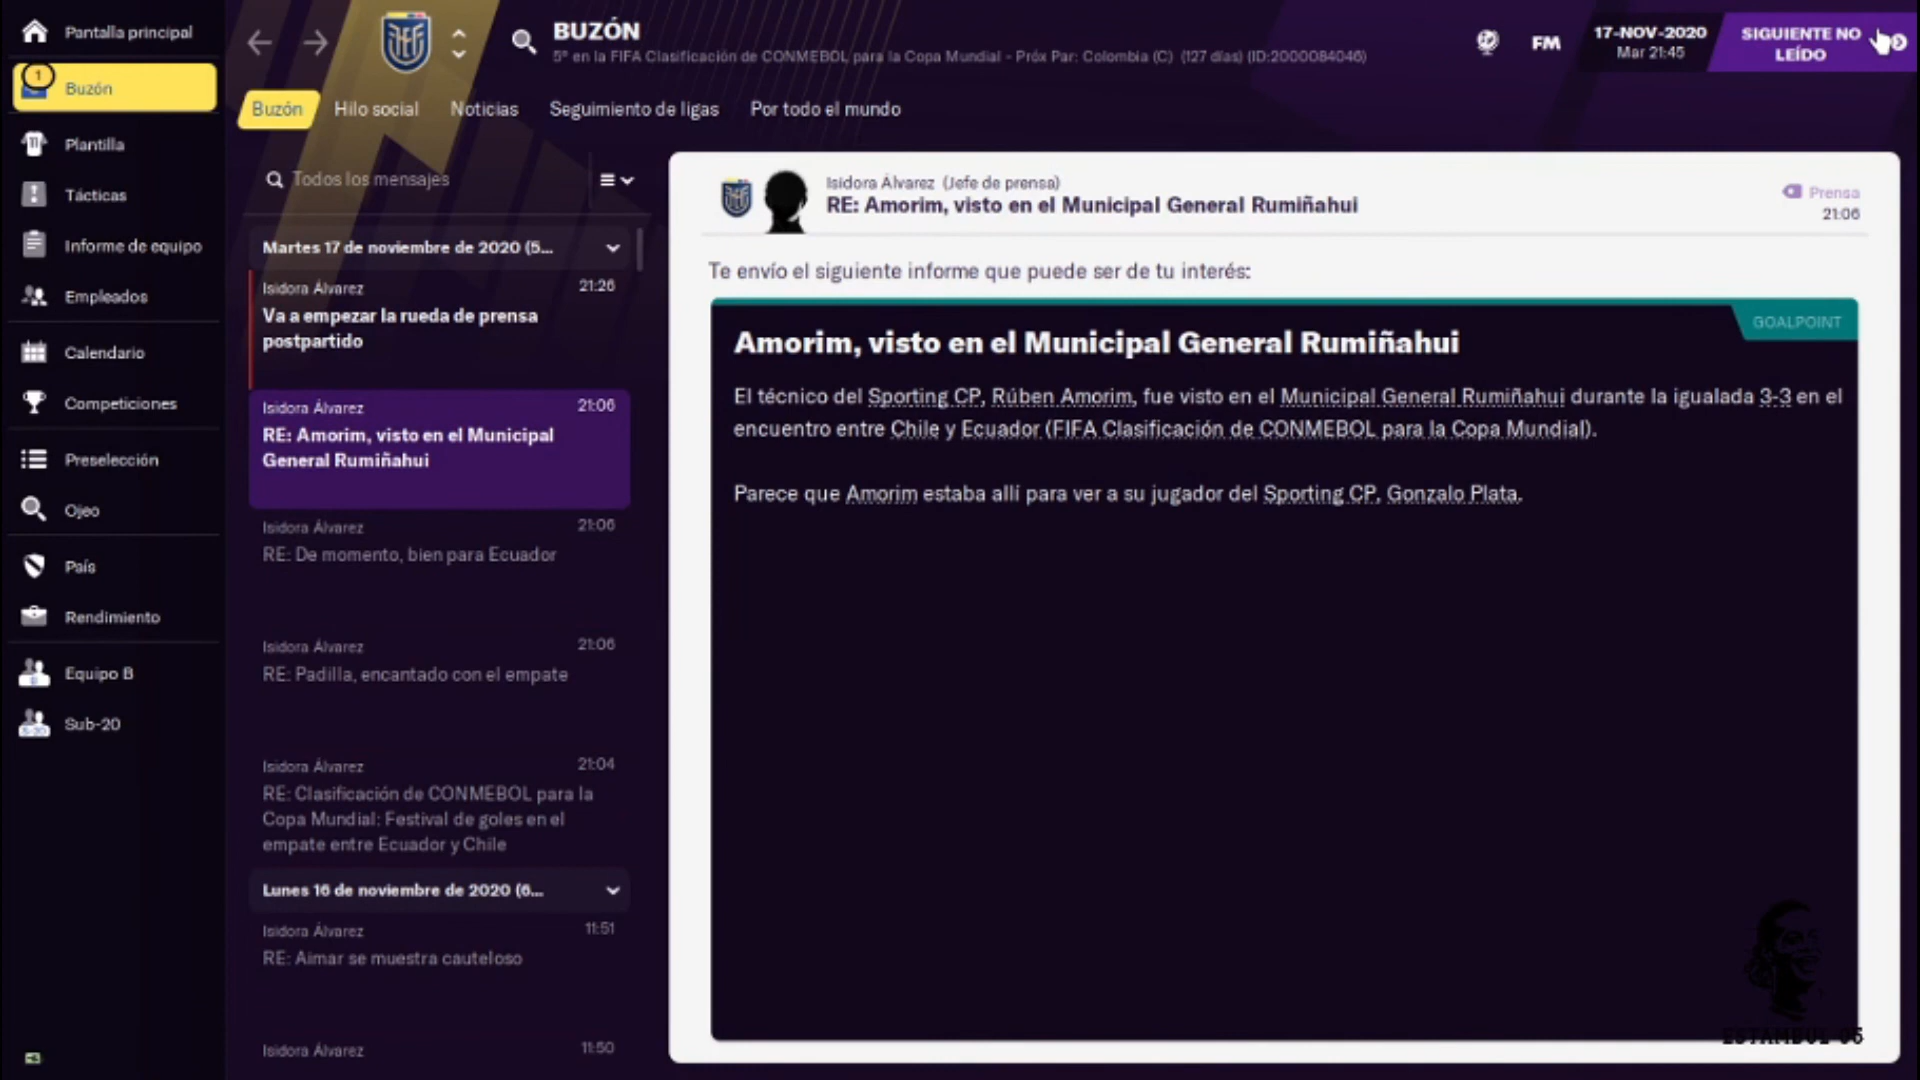 Pantalla principal
1
Buzón
Plantilla
Tácticas
Informe de equipo
Empleados
Calendario
Competiciones
Preselección
Ojeo
País
Rendimiento
Equipo B
Sub-20
BUZÓN
5º en la FIFA Clasificación de CONMEBOL para la Copa Mundial - Próx Par: Colombia (C) (127 días) (ID:2000084046)
FM
17-NOV-2020
Mar 21:45
SIGUIENTE NO
LEÍDO
Buzón
Hilo social
Noticias
Seguimiento de ligas
Por todo el mundo
Todos los mensajes
Martes 17 de noviembre de 2020 (5...
Isidora Álvarez 21:26
Va a empezar la rueda de prensa
postpartido
Isidora Álvarez 21:06
RE: Amorim, visto en el Municipal
General Rumiñahui
Isidora Álvarez 21:06
RE: De momento, bien para Ecuador
Isidora Álvarez 21:06
RE: Padilla, encantado con el empate
Isidora Álvarez 21:04
RE: Clasificación de CONMEBOL para la
Copa Mundial: Festival de goles en el
empate entre Ecuador y Chile
Lunes 16 de noviembre de 2020 (6...
Isidora Álvarez 11:51
RE: Aimar se muestra cauteloso
Isidora Álvarez 11:50
Isidora Álvarez (Jefe de prensa)
RE: Amorim, visto en el Municipal General Rumiñahui
Prensa
21:06
Te envío el siguiente informe que puede ser de tu interés:
GOALPOINT
Amorim, visto en el Municipal General Rumiñahui
El técnico del Sporting CP, Rúben Amorim, fue visto en el Municipal General Rumiñahui durante la igualada 3-3 en el
encuentro entre Chile y Ecuador (FIFA Clasificación de CONMEBOL para la Copa Mundial).
Parece que Amorim estaba allí para ver a su jugador del Sporting CP, Gonzalo Plata.
ESTAMBUL 05